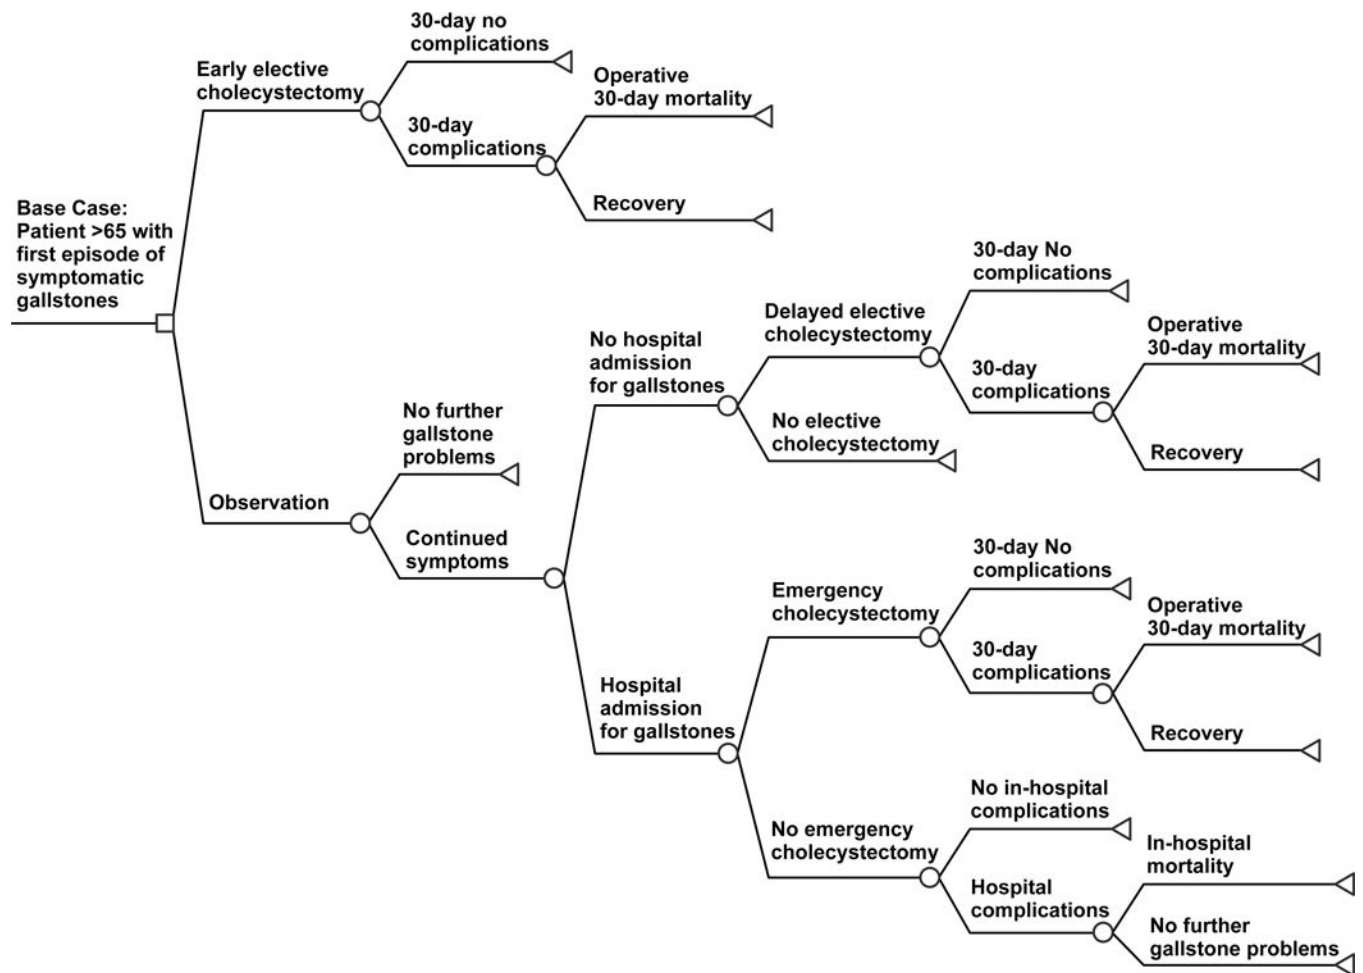 30-day no
complications
Early elective
cholecystectomy
Operative
30-day mortality
30-day
complications
Recovery
Base Case:
Patient >65 with
first episode of
symptomatic
gallstones
30-day No
complications
Delayed elective
cholecystectomy
Operative
30-day mortality
No hospital
admission
for gallstones
30-day
complications
No further
gallstone
problems
No elective
cholecystectomy
Recovery
Observation
Continued
symptoms
30-day No
complications
Emergency
cholecystectomy
Operative
30-day mortality
30-day
complications
Hospital
admission
for gallstones
Recovery
No in-hospital
complications
No emergency
cholecystectomy
In-hospital
mortality
Hospital
complications
No further
gallstone problems